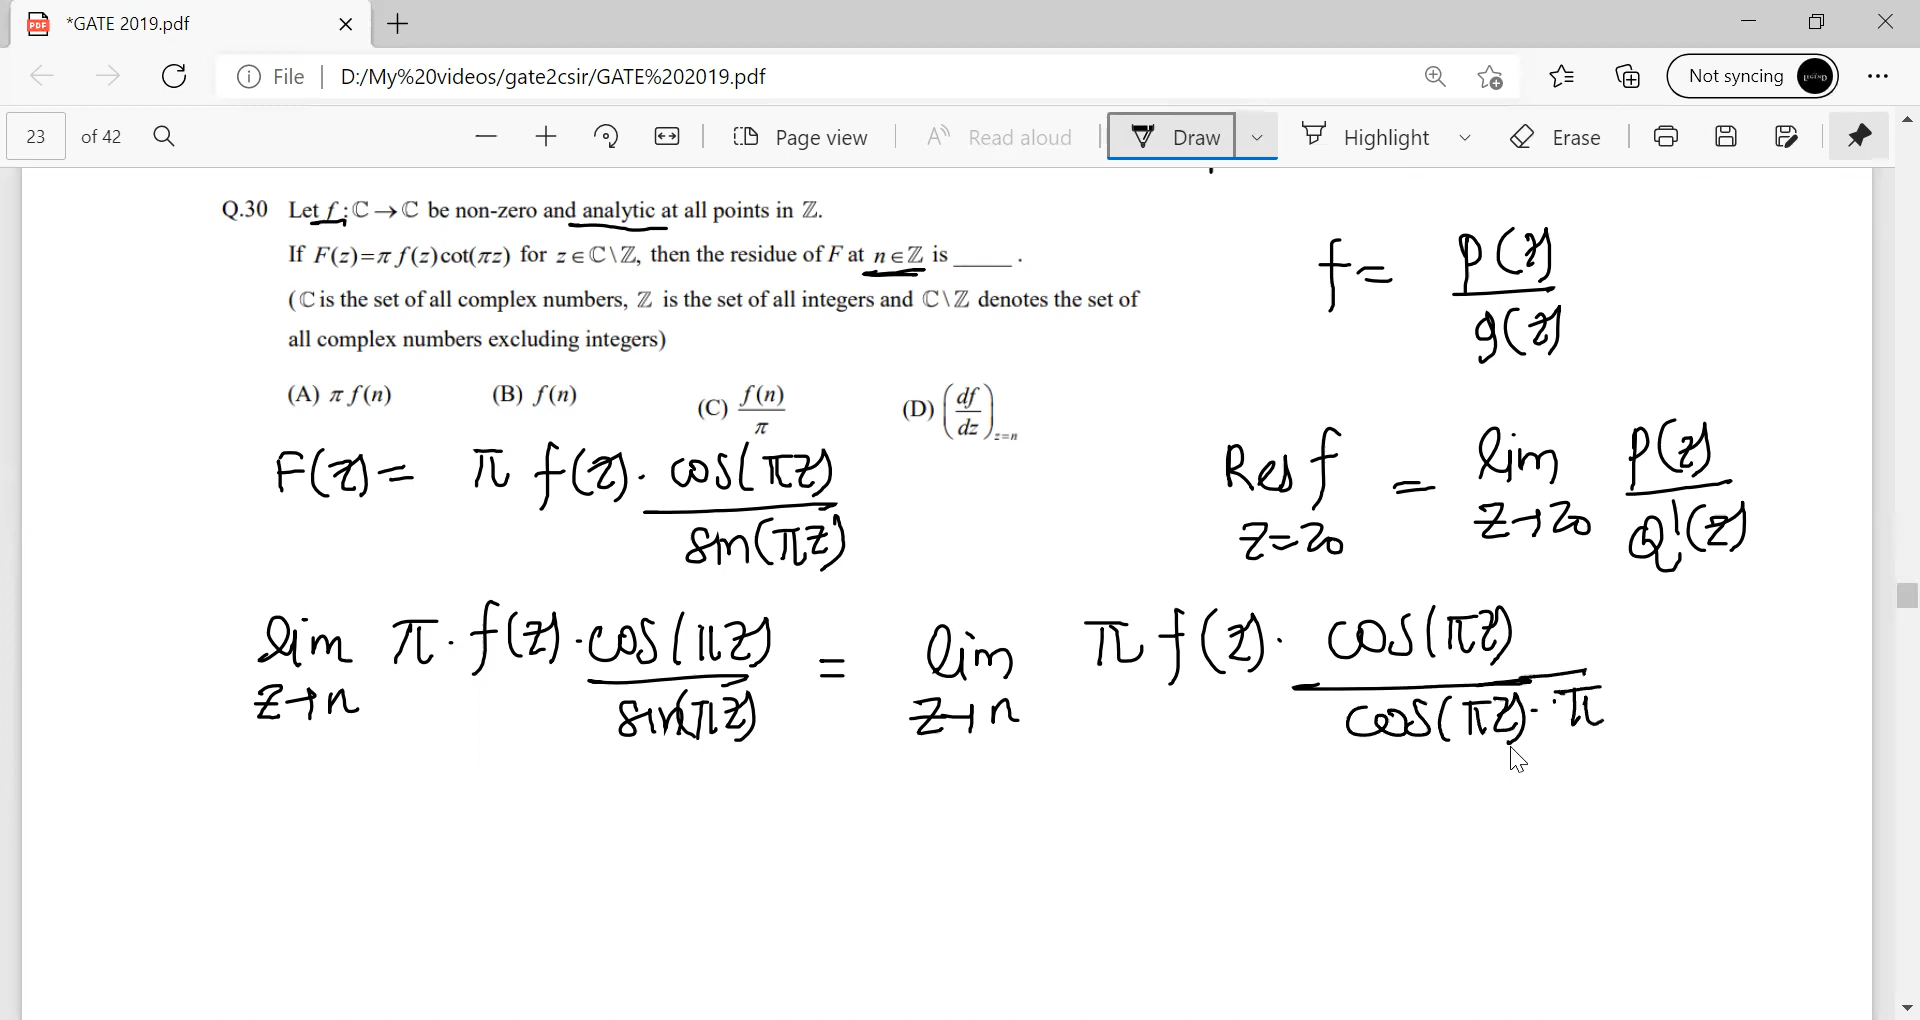 *GATE 2019.pdf
File | D:/My%20videos/gate2csir/GATE%202019.pdf
Not syncing
LEGEND
23 of 42
Page view
Read aloud
Draw
Highlight
Erase
Q.30 Let f : ℂ → ℂ be non-zero and analytic at all points in ℤ.
If F(z)=π f(z)cot(πz) for z∈ℂ\ℤ, then the residue of F at n∈ℤ is _____ .
(ℂ is the set of all complex numbers, ℤ is the set of all integers and ℂ\ℤ denotes the set of
all complex numbers excluding integers)
(A) π f(n) (B) f(n) (C) f(n)/π (D) (df/dz)_{z=n}
f = P(z)/g(z)
F(z) = π f(z) · cos(πz)/sin(πz)
Res f z=z0 = lim z→z0 P(z)/Q'(z)
lim z→n π · f(z) · cos(πz)/sin(πz) = lim z→n π f(z) · cos(πz)/cos(πz) · π